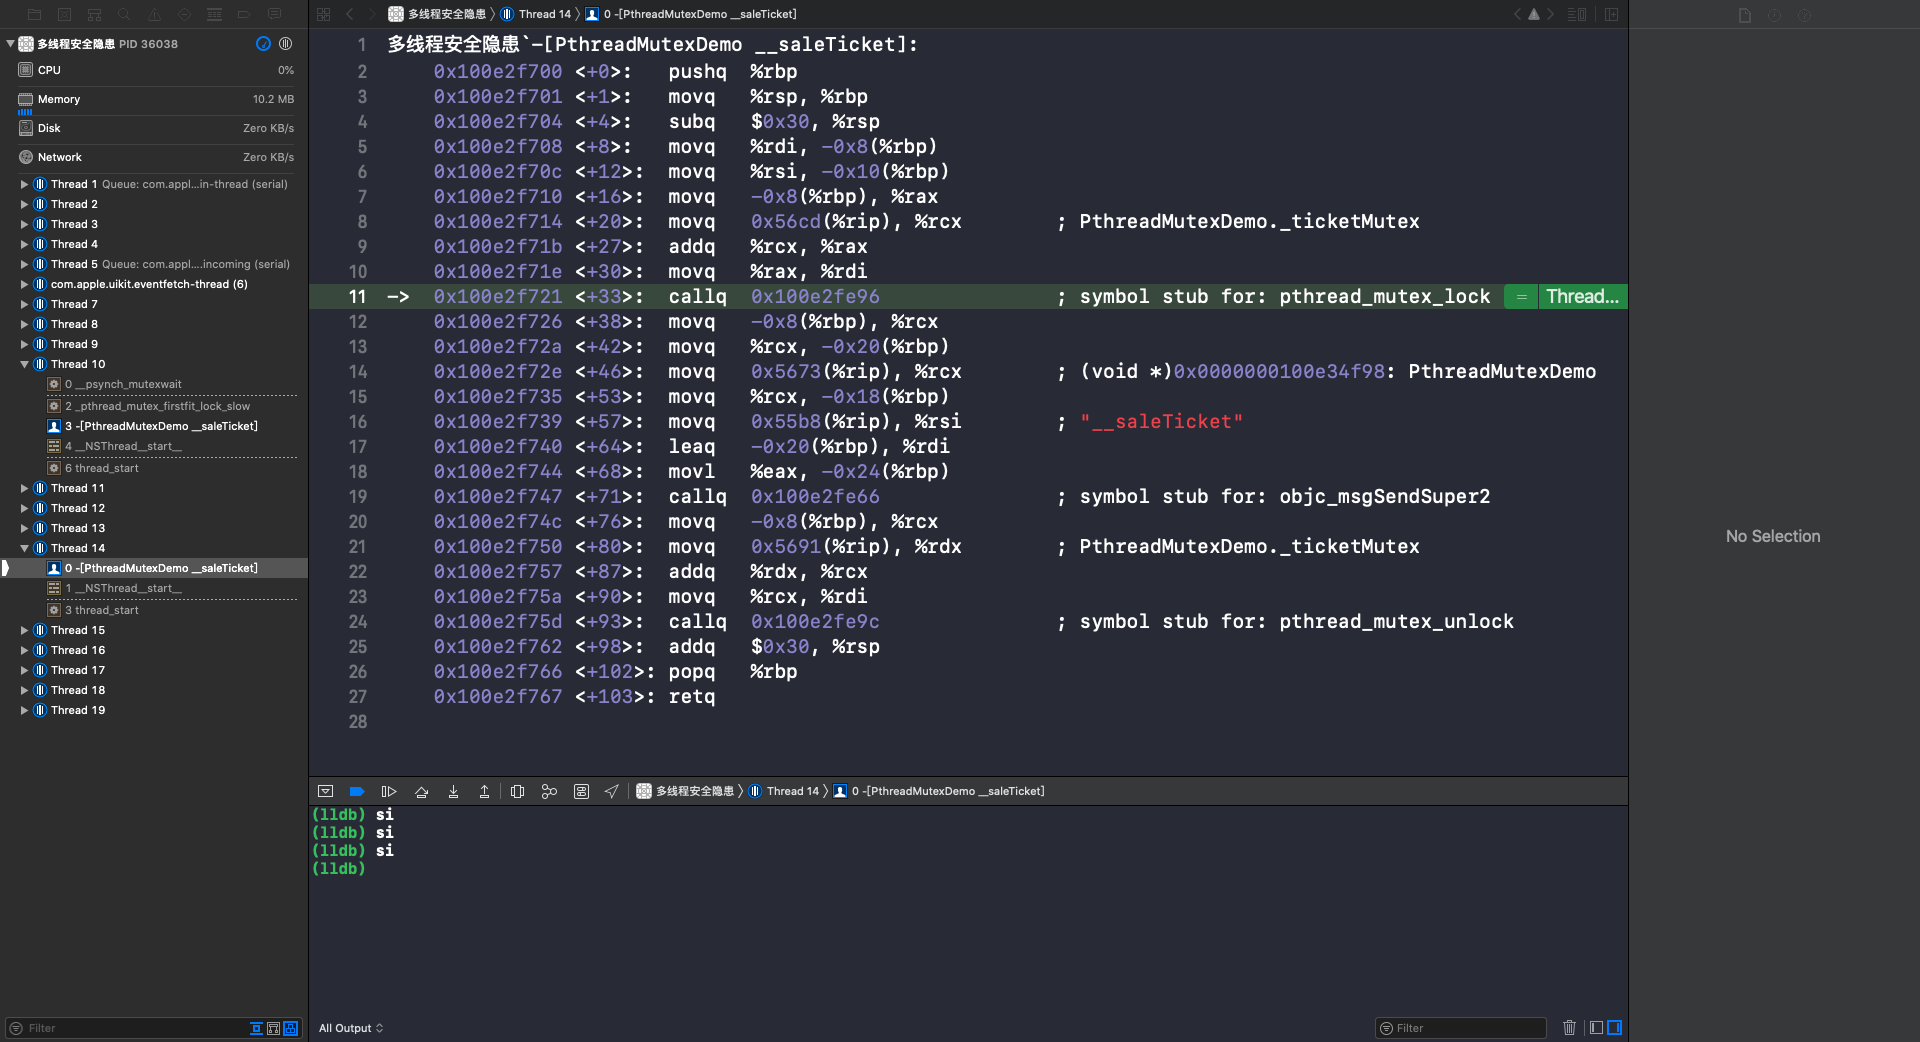 多线程安全隐患 PID 36038
CPU 0%
Memory 10.2 MB
Disk Zero KB/s
Network Zero KB/s
Thread 1 Queue: com.appl...in-thread (serial)
Thread 2
Thread 3
Thread 4
Thread 5 Queue: com.appl....incoming (serial)
com.apple.uikit.eventfetch-thread (6)
Thread 7
Thread 8
Thread 9
Thread 10
0 __psynch_mutexwait
2 _pthread_mutex_firstfit_lock_slow
3 -[PthreadMutexDemo __saleTicket]
4 __NSThread__start__
6 thread_start
Thread 11
Thread 12
Thread 13
Thread 14
0 -[PthreadMutexDemo __saleTicket]
1 __NSThread__start__
3 thread_start
Thread 15
Thread 16
Thread 17
Thread 18
Thread 19
Filter
多线程安全隐患 〉 Thread 14 〉 0 -[PthreadMutexDemo __saleTicket]
1 多线程安全隐患`-[PthreadMutexDemo __saleTicket]:
2 0x100e2f700 <+0>: pushq %rbp
3 0x100e2f701 <+1>: movq %rsp, %rbp
4 0x100e2f704 <+4>: subq $0x30, %rsp
5 0x100e2f708 <+8>: movq %rdi, -0x8(%rbp)
6 0x100e2f70c <+12>: movq %rsi, -0x10(%rbp)
7 0x100e2f710 <+16>: movq -0x8(%rbp), %rax
8 0x100e2f714 <+20>: movq 0x56cd(%rip), %rcx ; PthreadMutexDemo._ticketMutex
9 0x100e2f71b <+27>: addq %rcx, %rax
10 0x100e2f71e <+30>: movq %rax, %rdi
11 -> 0x100e2f721 <+33>: callq 0x100e2fe96 ; symbol stub for: pthread_mutex_lock = Thread...
12 0x100e2f726 <+38>: movq -0x8(%rbp), %rcx
13 0x100e2f72a <+42>: movq %rcx, -0x20(%rbp)
14 0x100e2f72e <+46>: movq 0x5673(%rip), %rcx ; (void *)0x0000000100e34f98: PthreadMutexDemo
15 0x100e2f735 <+53>: movq %rcx, -0x18(%rbp)
16 0x100e2f739 <+57>: movq 0x55b8(%rip), %rsi ; "__saleTicket"
17 0x100e2f740 <+64>: leaq -0x20(%rbp), %rdi
18 0x100e2f744 <+68>: movl %eax, -0x24(%rbp)
19 0x100e2f747 <+71>: callq 0x100e2fe66 ; symbol stub for: objc_msgSendSuper2
20 0x100e2f74c <+76>: movq -0x8(%rbp), %rcx
21 0x100e2f750 <+80>: movq 0x5691(%rip), %rdx ; PthreadMutexDemo._ticketMutex
22 0x100e2f757 <+87>: addq %rdx, %rcx
23 0x100e2f75a <+90>: movq %rcx, %rdi
24 0x100e2f75d <+93>: callq 0x100e2fe9c ; symbol stub for: pthread_mutex_unlock
25 0x100e2f762 <+98>: addq $0x30, %rsp
26 0x100e2f766 <+102>: popq %rbp
27 0x100e2f767 <+103>: retq
28
多线程安全隐患 〉 Thread 14 〉 0 -[PthreadMutexDemo __saleTicket]
(lldb) si
(lldb) si
(lldb) si
(lldb)
All Output
Filter
No Selection